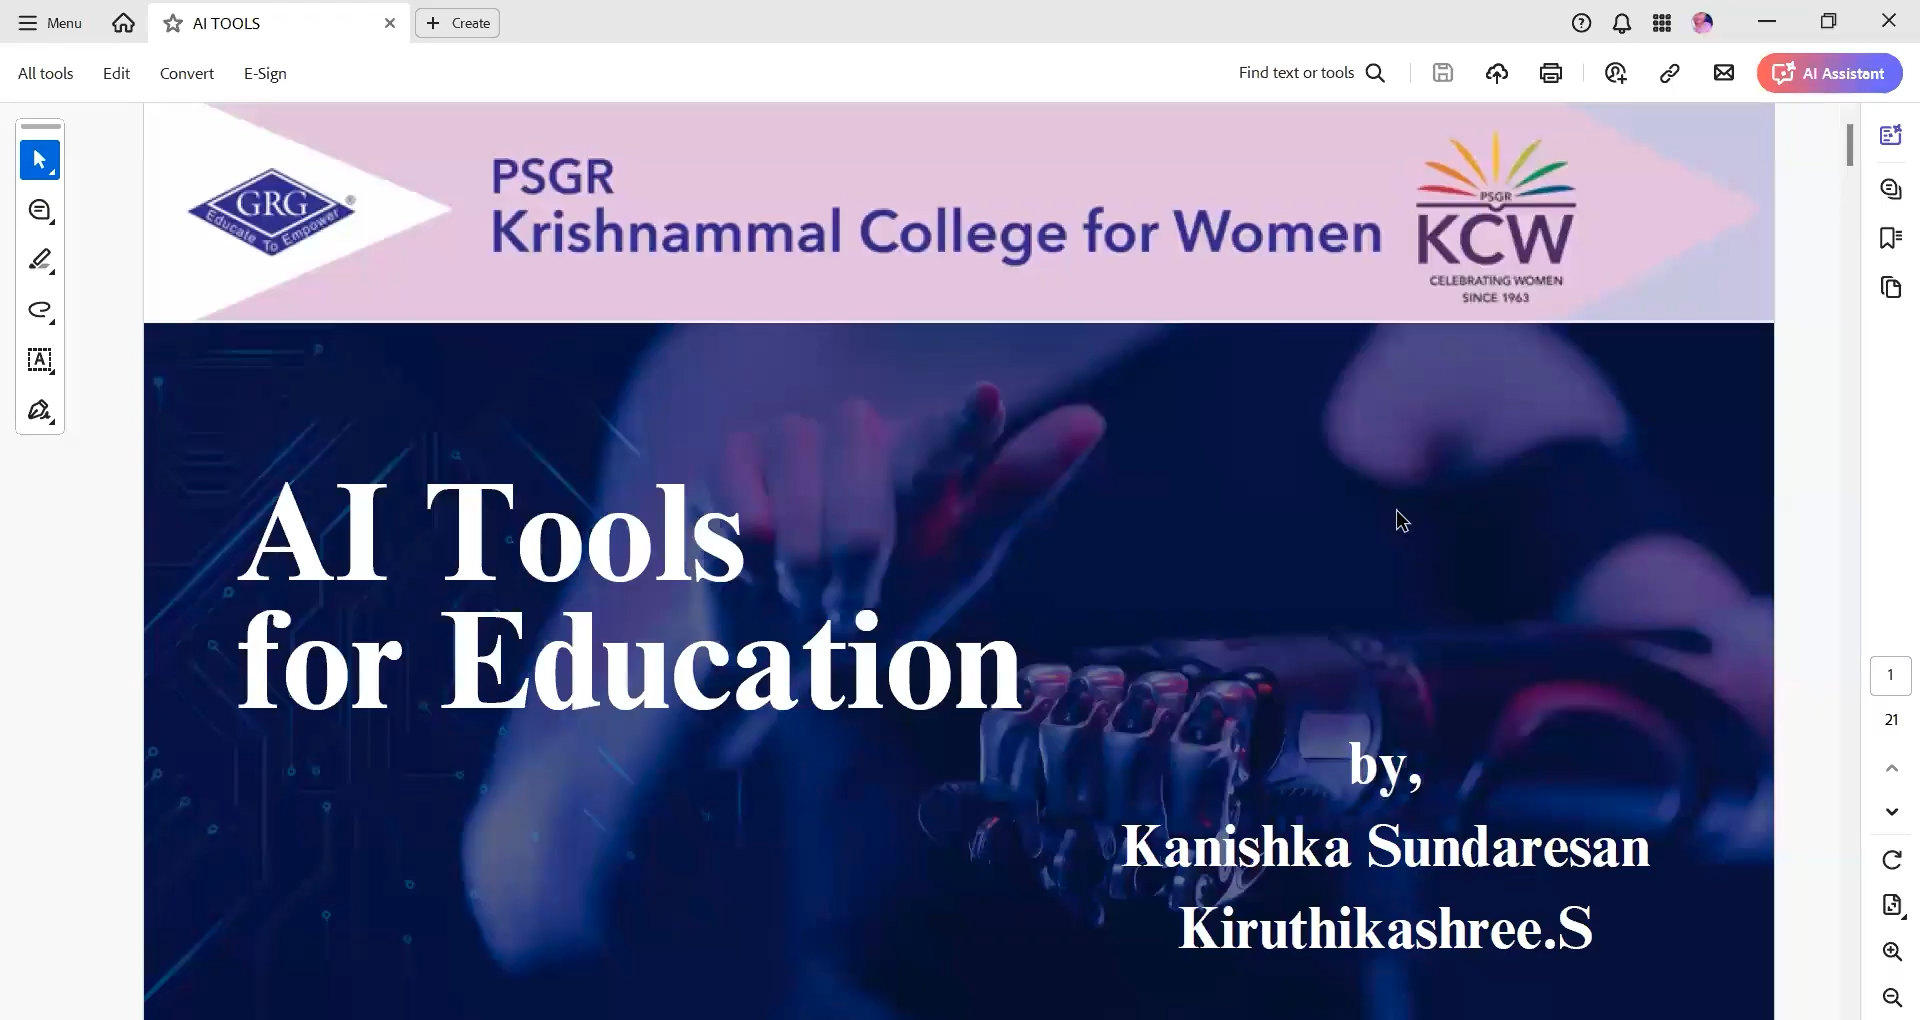 Menu
AI TOOLS
Create
All tools
Edit
Convert
E-Sign
Find text or tools
AI Assistant
GRG
®
Educate To Empower
PSGR
Krishnammal College for Women
PSGR
KCW
CELEBRATING WOMEN
SINCE 1963
AI Tools
for Education
by,
Kanishka Sundaresan
Kiruthikashree.S
1
21